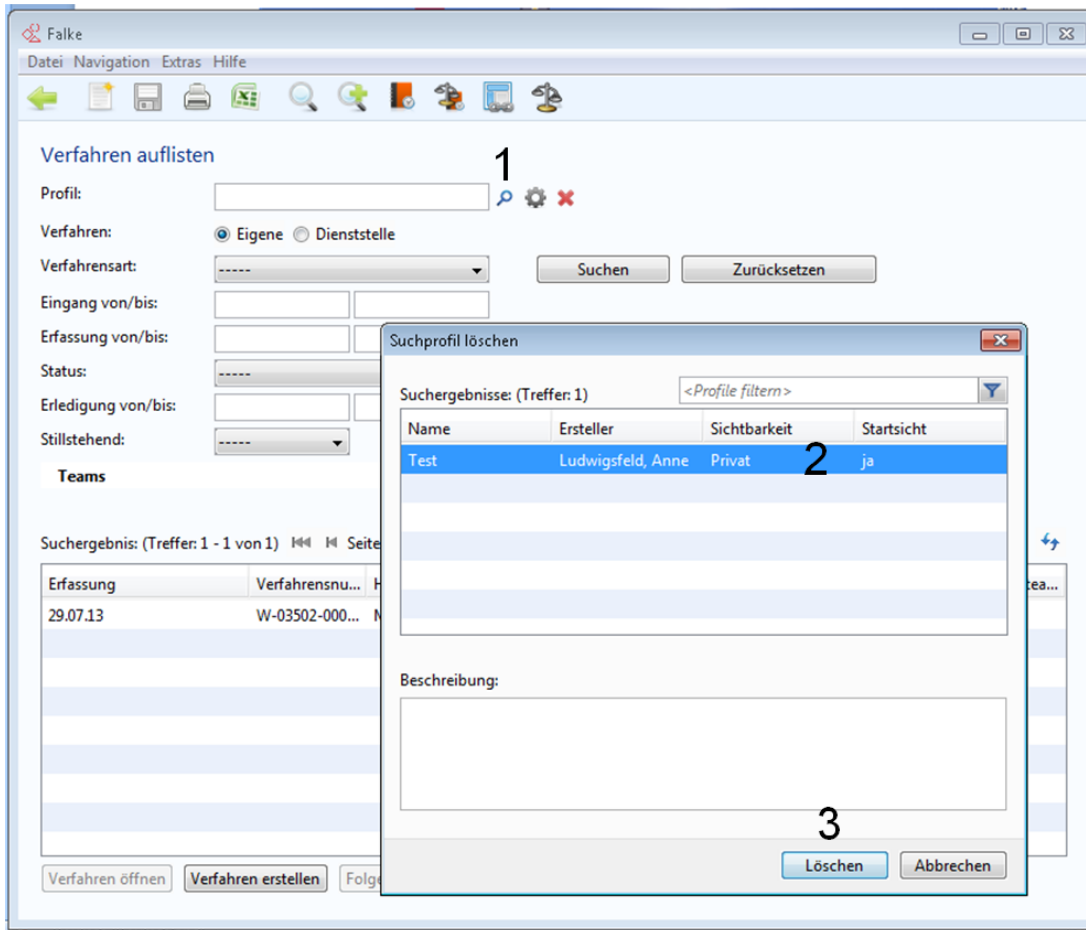 Falke
Datei Navigation Extras Hilfe
Verfahren auflisten
1
Profil:
Verfahren: Eigene Dienststelle
Verfahrensart: ----- Suchen Zurücksetzen
Eingang von/bis:
Erfassung von/bis:
Status: -----
Erledigung von/bis:
Stillstehend: -----
Teams
Suchergebnis: (Treffer: 1 - 1 von 1) Seite
Erfassung Verfahrensnu...
29.07.13 W-03502-000...
Verfahren öffnen Verfahren erstellen
Suchprofil löschen
Suchergebnisse: (Treffer: 1) <Profile filtern>
Name Ersteller Sichtbarkeit Startsicht
Test Ludwigsfeld, Anne Privat 2 ja
Beschreibung:
3
Löschen Abbrechen